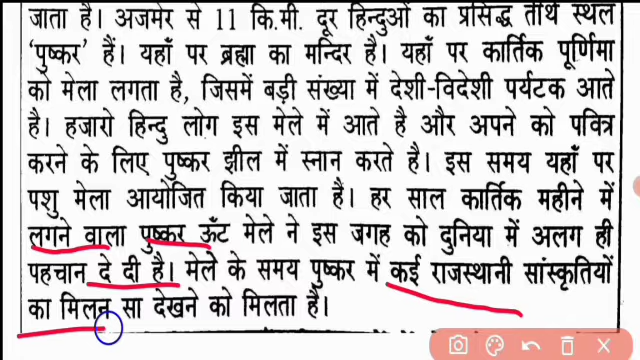 जाता है। अजमेर से 11 कि.मी. दूर हिन्दुओं का प्रसिद्ध तीर्थ स्थल
'पुष्कर' हैं। यहाँ पर ब्रह्मा का मन्दिर है। यहाँ पर कार्तिक पूर्णिमा
को मेला लगता है, जिसमें बड़ी संख्या में देशी-विदेशी पर्यटक आते
है। हजारो हिन्दु लोग इस मेले में आते है और अपने को पवित्र
करने के लिए पुष्कर झील में स्नान करते है। इस समय यहाँ पर
पशु मेला आयोजित किया जाता है। हर साल कार्तिक महीने में
लगने वाला पुष्कर ऊँट मेले ने इस जगह को दुनिया में अलग ही
पहचान दे दी है। मेले के समय पुष्कर में कई राजस्थानी सांस्कृतियों
का मिलन सा देखने को मिलता है।